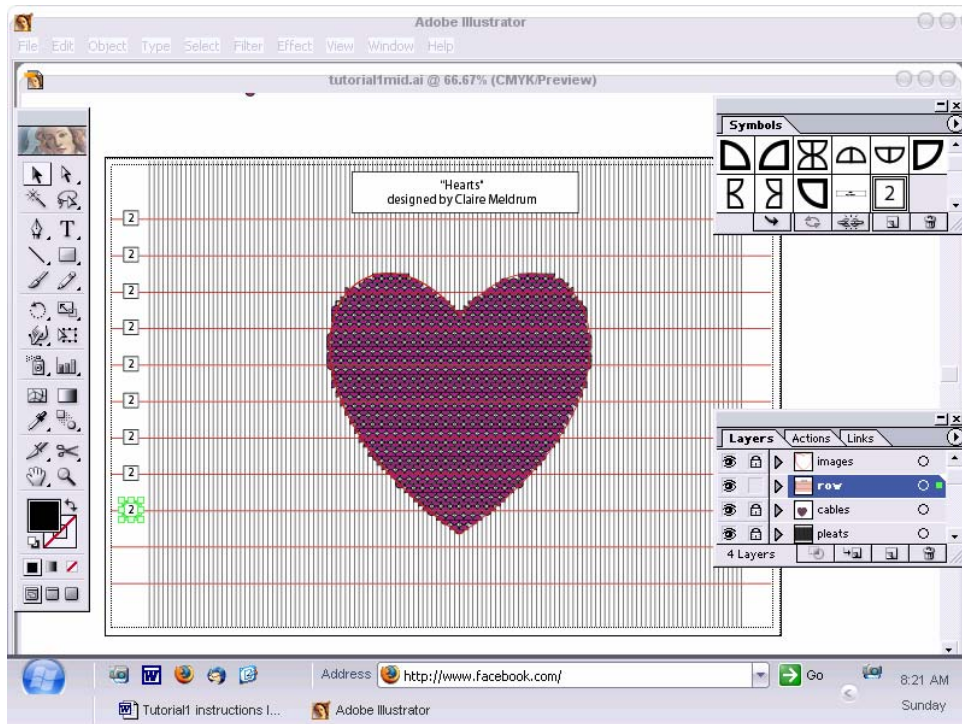 Adobe Illustrator
File Edit Object Type Select Filter Effect View Window Help
tutorial1mid.ai @ 66.67% (CMYK/Preview)
Symbols
2
"Hearts"
designed by Claire Meldrum
2
2
2
2
2
2
2
2
2
Layers Actions Links
images
row
cables
pleats
4 Layers
Address http://www.facebook.com/ Go
8:21 AM
Tutorial1 instructions I... Adobe Illustrator
Sunday